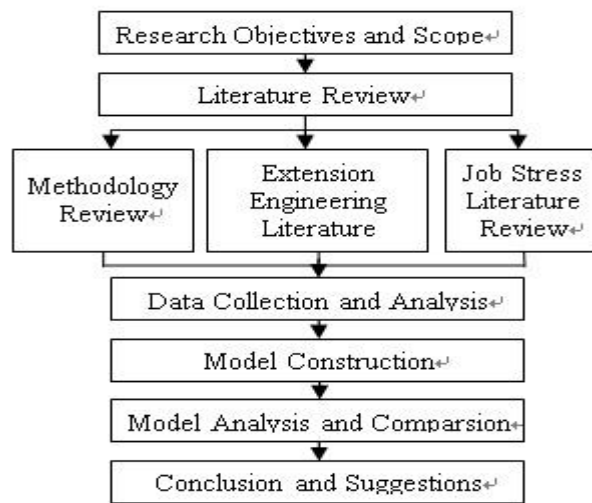 Research Objectives and Scope↵
Literature Review↵
Methodology
Review↵
Extension
Engineering
Literature
Job Stress
Literature
Review↵
Data Collection and Analysis↵
Model Construction↵
Model Analysis and Comparsion↵
Conclusion and Suggestions↵